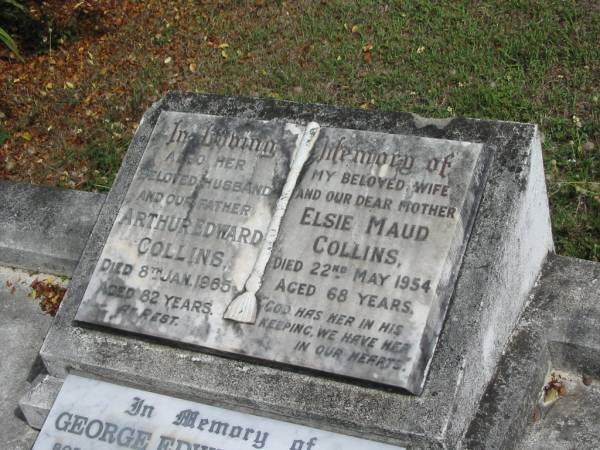 In Loving
ALSO HER
BELOVED HUSBAND
AND OUR FATHER
ARTHUR EDWARD
COLLINS,
DIED 8TH JAN. 1965
AGED 82 YEARS.
AT REST.
Memory of
MY BELOVED WIFE
AND OUR DEAR MOTHER
ELSIE MAUD
COLLINS,
DIED 22ND MAY 1954
AGED 68 YEARS.
"GOD HAS HER IN HIS
KEEPING, WE HAVE HER
IN OUR HEARTS.
In Memory of
GEORGE